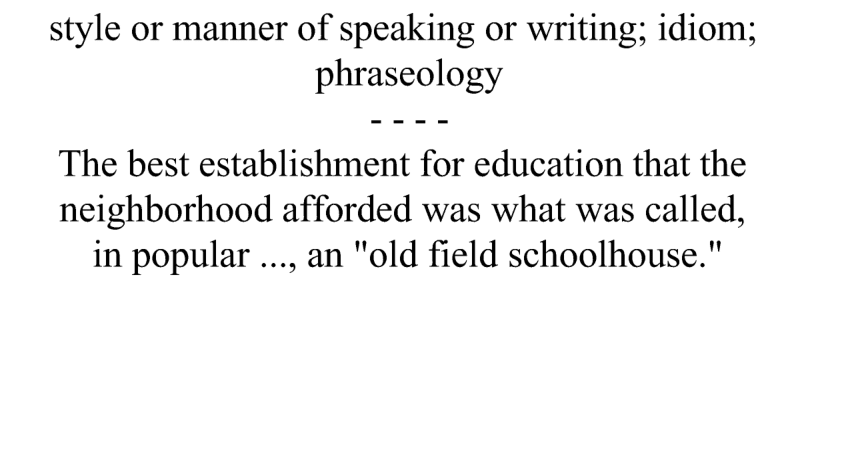 style or manner of speaking or writing; idiom;
phraseology
- - - -
The best establishment for education that the
neighborhood afforded was what was called,
in popular ..., an "old field schoolhouse."